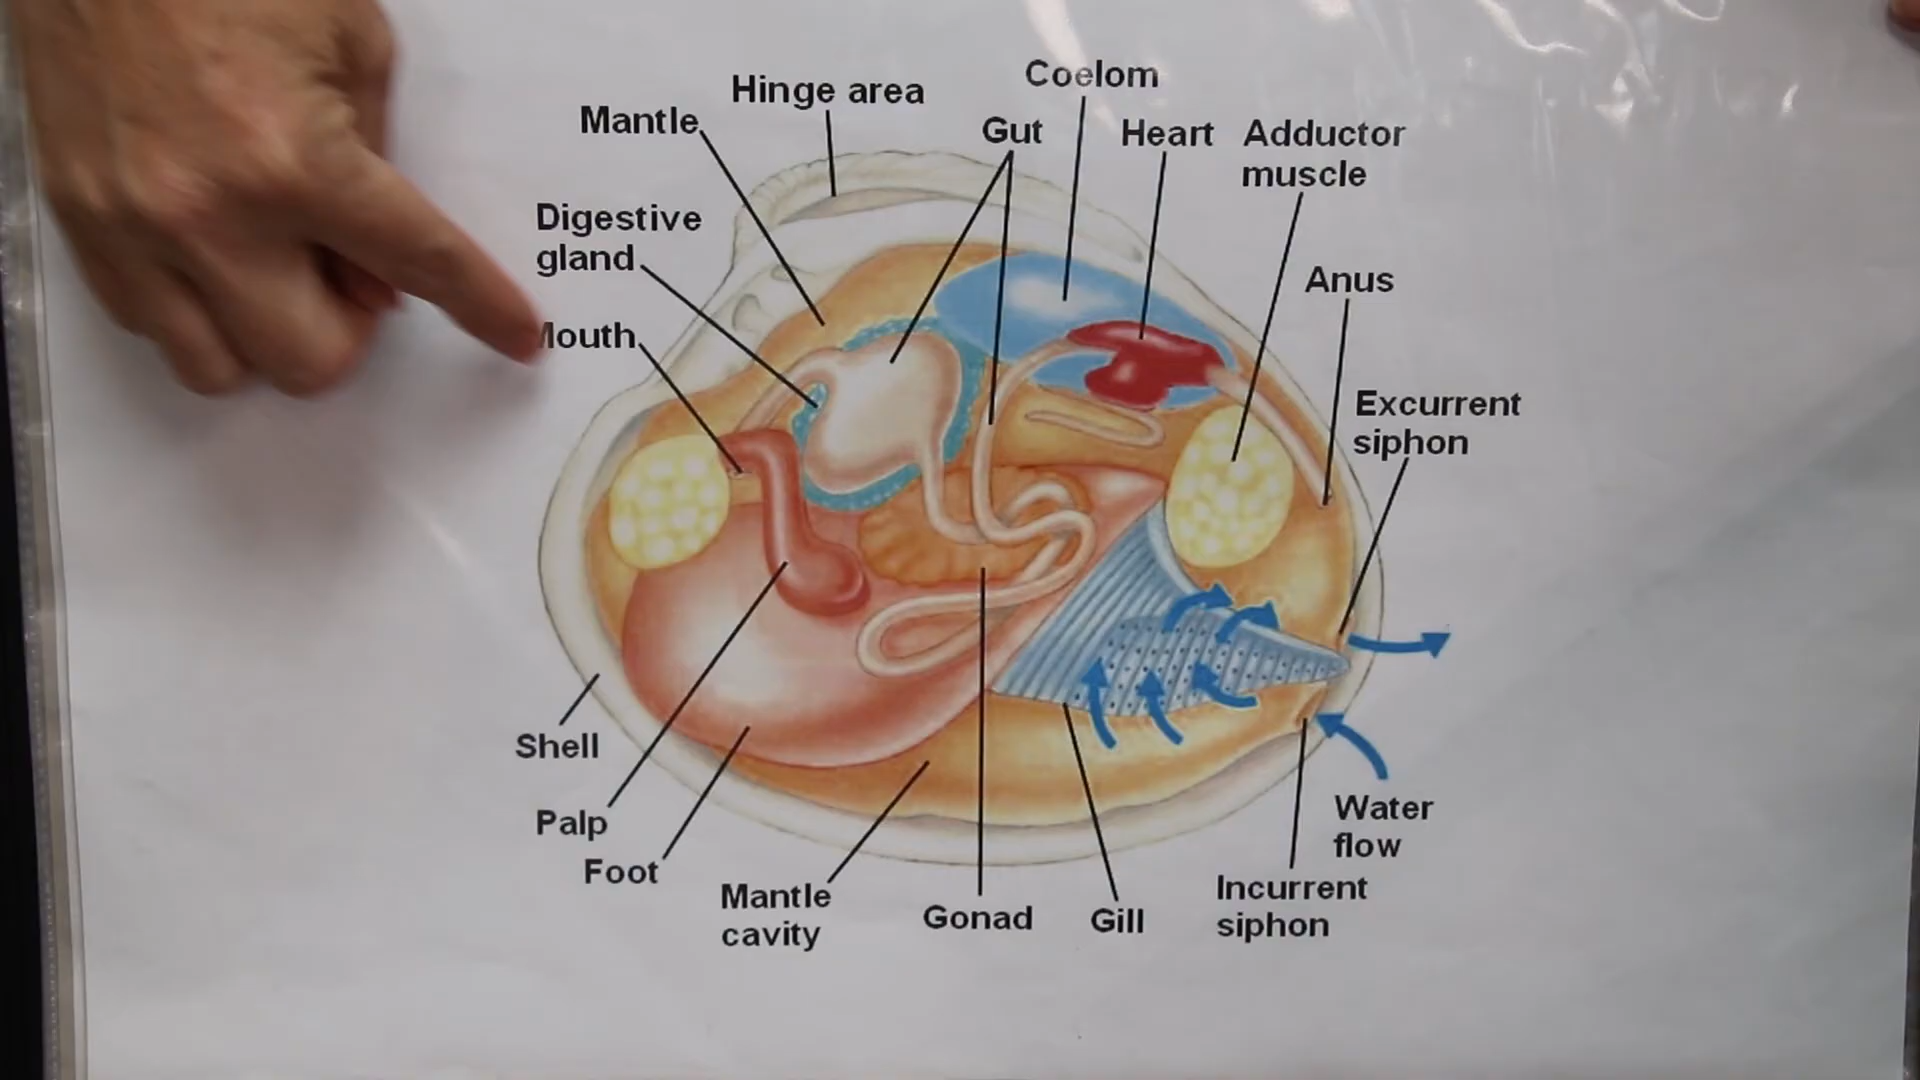 Coelom
Hinge area
Mantle
Gut
Heart
Adductor
muscle
Digestive
gland
Anus
Mouth
Excurrent
siphon
Shell
Palp
Foot
Mantle
cavity
Gonad
Gill
Incurrent
siphon
Water
flow